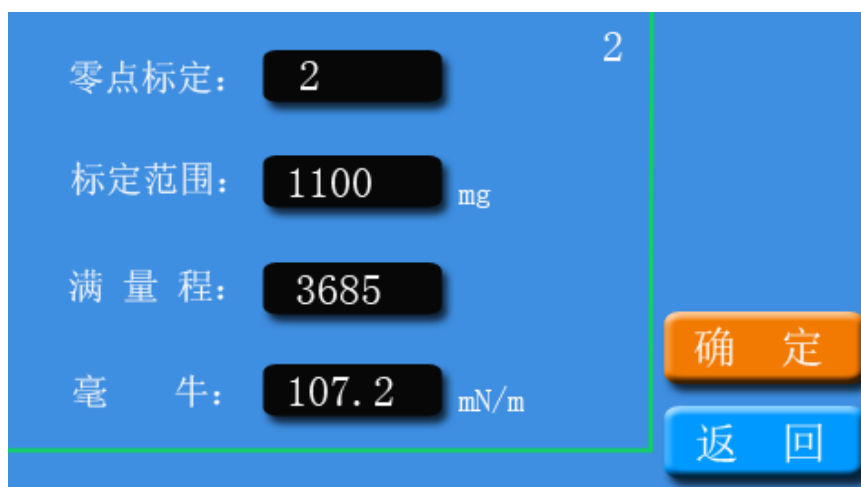 2
零点标定： 2
标定范围： 1100 mg
满 量 程： 3685
毫 牛： 107.2 mN/m
确 定
返 回